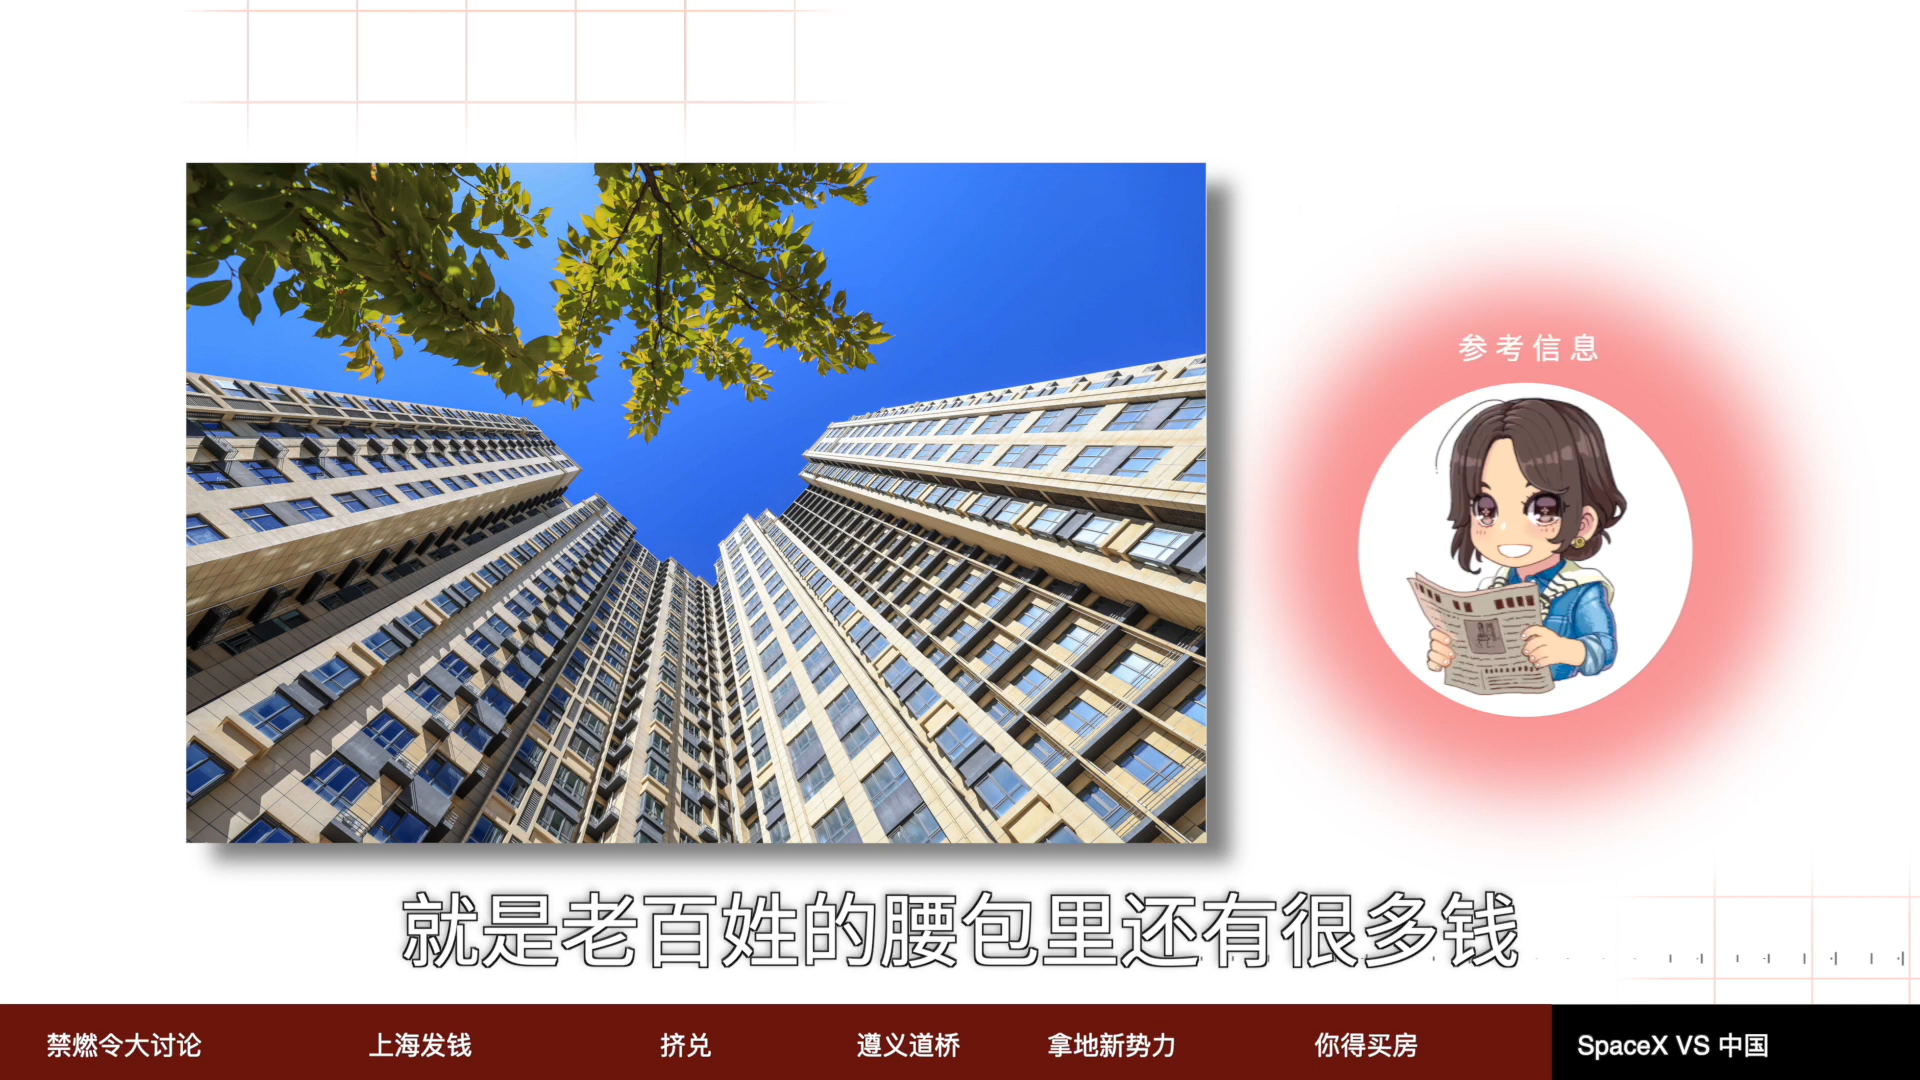 参考信息
就是老百姓的腰包里还有很多钱
禁燃令大讨论
上海发钱
挤兑
遵义道桥
拿地新势力
你得买房
SpaceX VS 中国